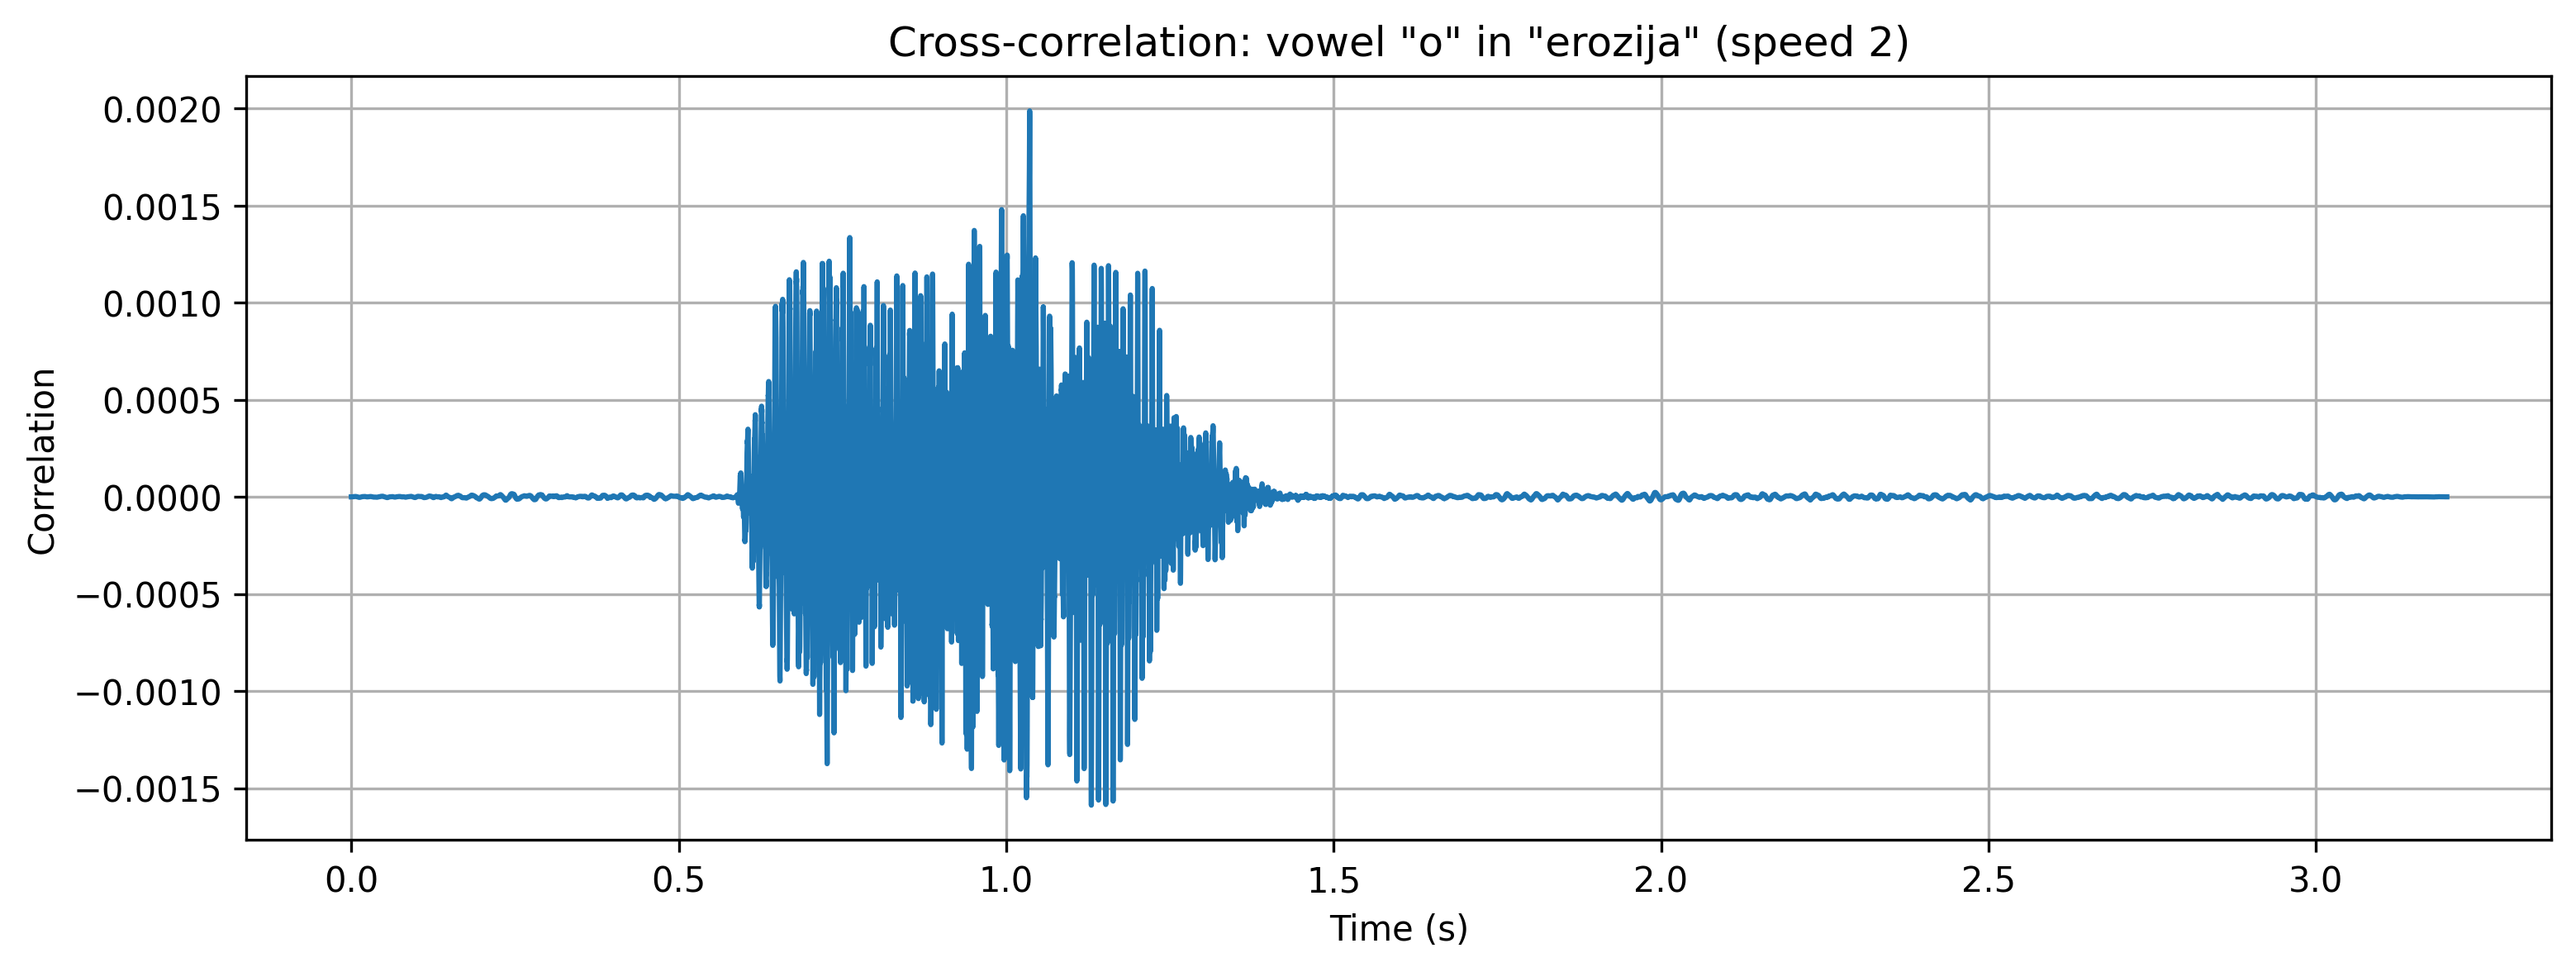 Cross-correlation: vowel "o" in "erozija" (speed 2)
Correlation
0.0020
0.0015
0.0010
0.0005
0.0000
−0.0005
−0.0010
−0.0015
0.0 0.5 1.0 1.5 2.0 2.5 3.0
Time (s)